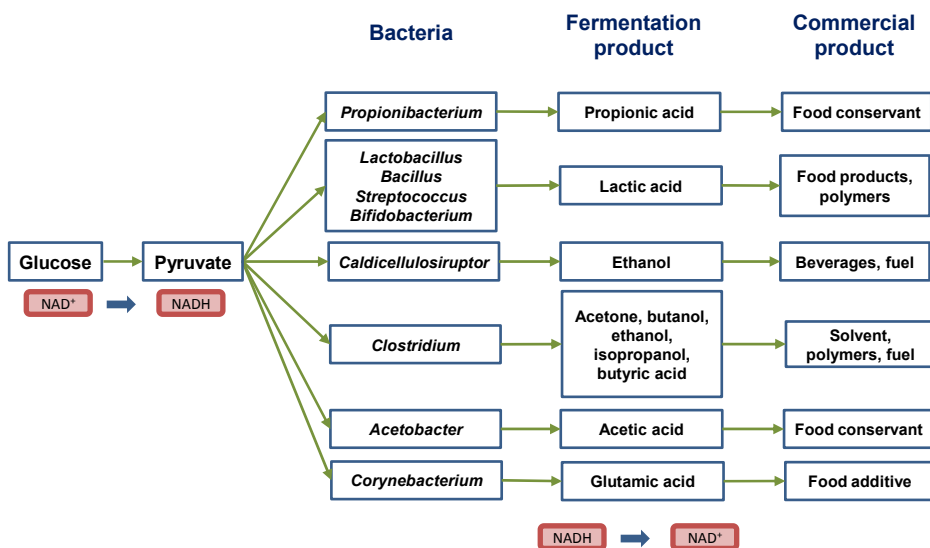 Bacteria
Fermentation
product
Commercial
product
Propionibacterium
Propionic acid
Food conservant
Lactobacillus
Bacillus
Streptococcus
Bifidobacterium
Lactic acid
Food products,
polymers
Glucose
Pyruvate
Caldicellulosiruptor
Ethanol
Beverages, fuel
NAD⁺
NADH
Clostridium
Acetone, butanol,
ethanol,
isopropanol,
butyric acid
Solvent,
polymers, fuel
Acetobacter
Acetic acid
Food conservant
Corynebacterium
Glutamic acid
Food additive
NADH
NAD⁺